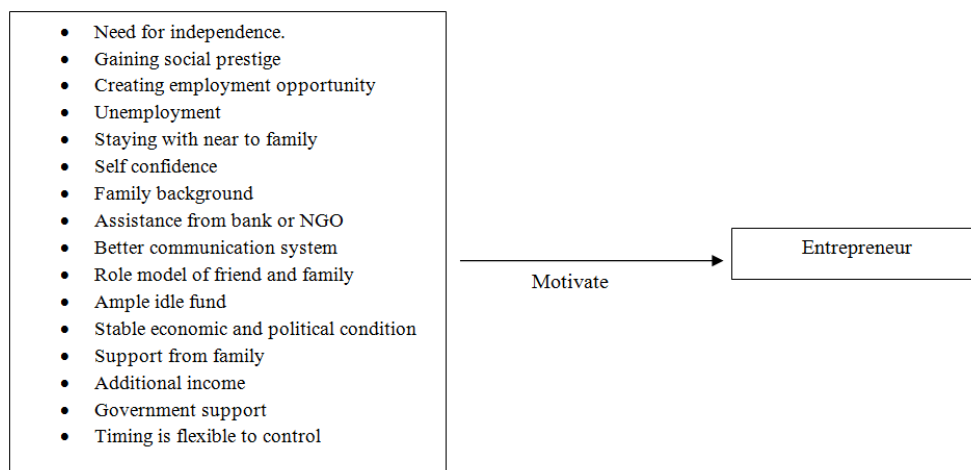 • Need for independence.
• Gaining social prestige
• Creating employment opportunity
• Unemployment
• Staying with near to family
• Self confidence
• Family background
• Assistance from bank or NGO
• Better communication system
• Role model of friend and family
• Ample idle fund
• Stable economic and political condition
• Support from family
• Additional income
• Government support
• Timing is flexible to control
Motivate
Entrepreneur